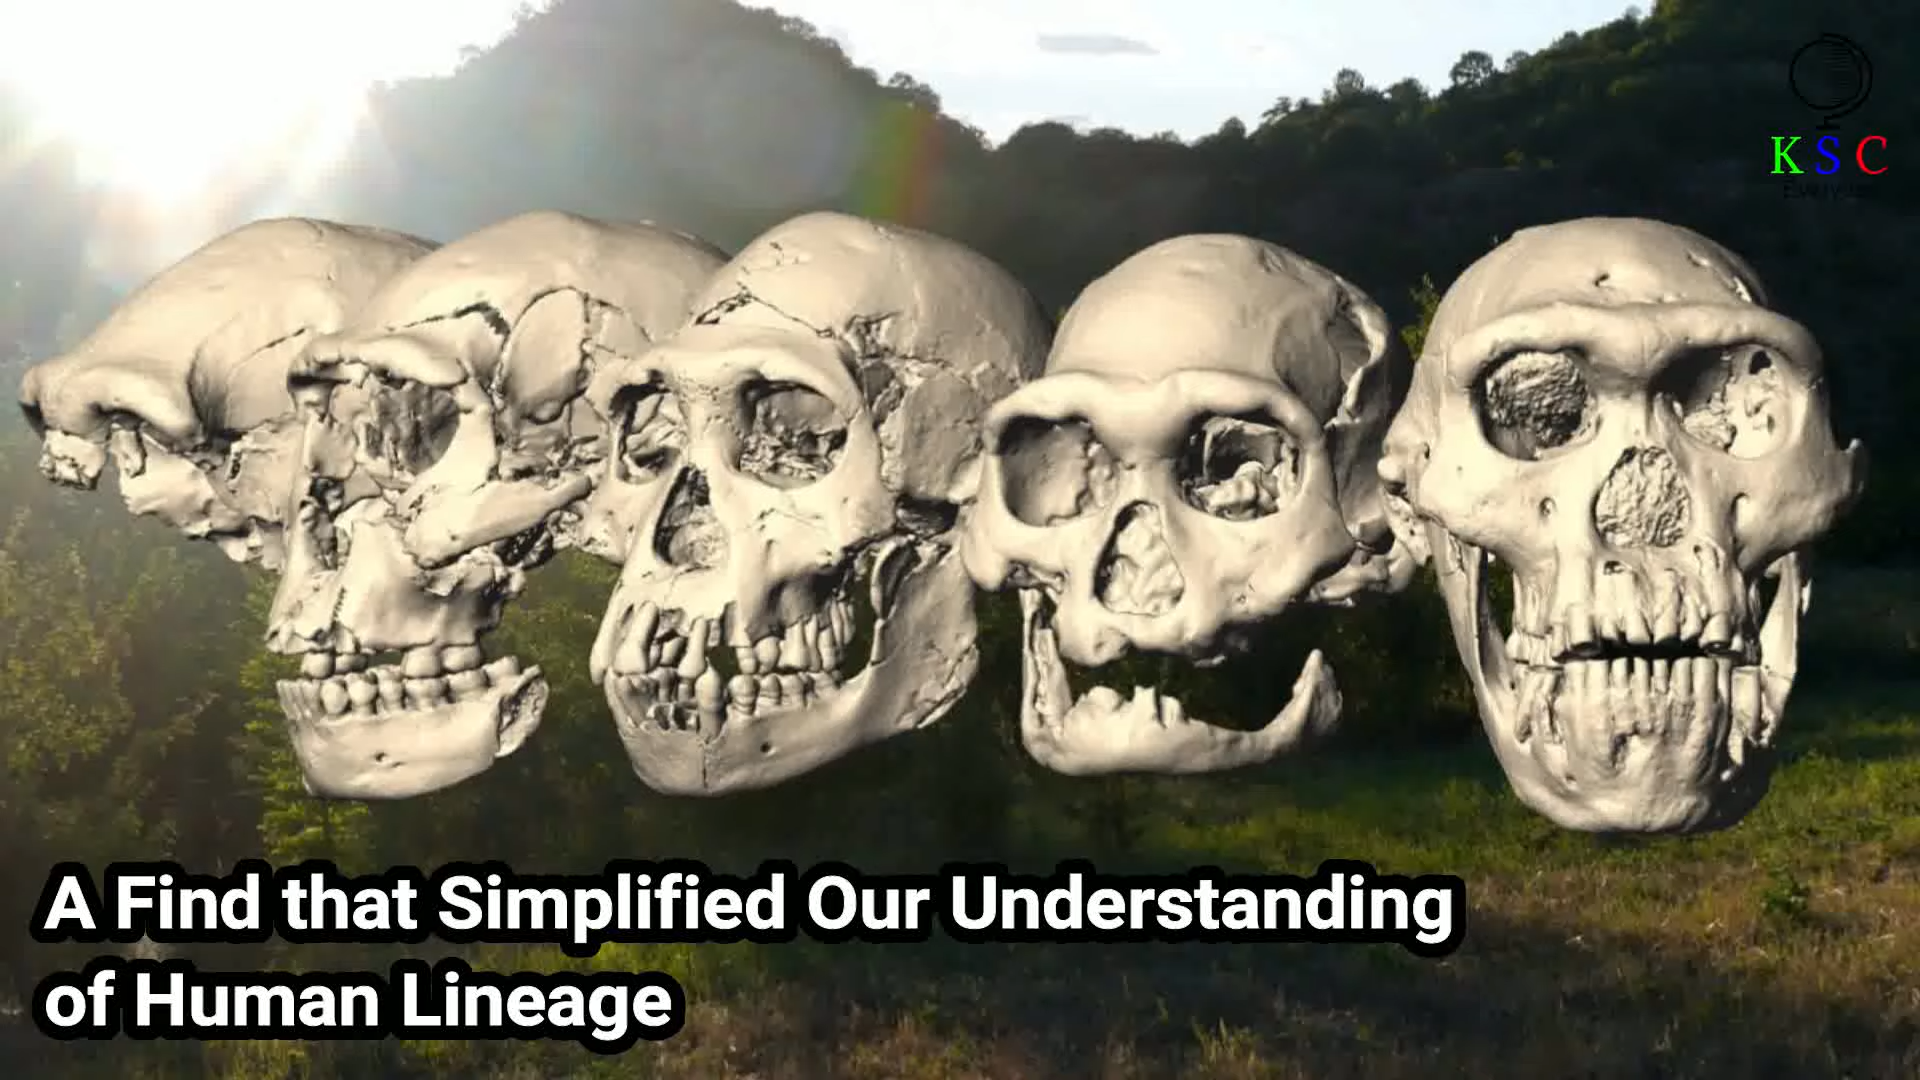 K S C
A Find that Simplified Our Understanding
of Human Lineage